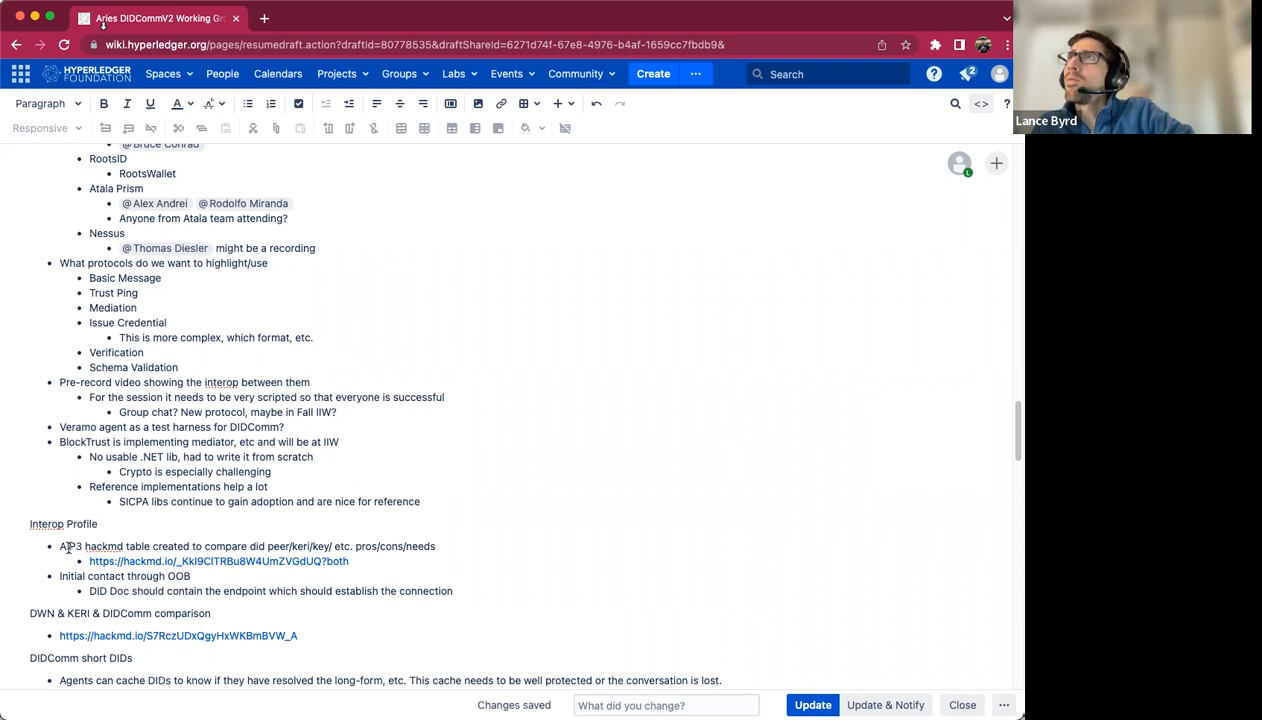 Aries DIDCommV2 Working Gr
wiki.hyperledger.org/pages/resumedraft.action?draftId=80778535&draftShareId=6271d74f-67e8-4976-b4af-1659cc7fbdb9&
HYPERLEDGER FOUNDATION Spaces People Calendars Projects Groups Labs Events Community Create ... Search 2
Paragraph B I U A <> ?
Responsive
Lance Byrd
@Bruce Conrad
RootsID
RootsWallet
Atala Prism
@Alex Andrei @Rodolfo Miranda
Anyone from Atala team attending?
Nessus
@Thomas Diesler might be a recording
What protocols do we want to highlight/use
Basic Message
Trust Ping
Mediation
Issue Credential
This is more complex, which format, etc.
Verification
Schema Validation
Pre-record video showing the interop between them
For the session it needs to be very scripted so that everyone is successful
Group chat? New protocol, maybe in Fall IIW?
Veramo agent as a test harness for DIDComm?
BlockTrust is implementing mediator, etc and will be at IIW
No usable .NET lib, had to write it from scratch
Crypto is especially challenging
Reference implementations help a lot
SICPA libs continue to gain adoption and are nice for reference
Interop Profile
AIP3 hackmd table created to compare did peer/keri/key/ etc. pros/cons/needs
https://hackmd.io/_KkI9ClTRBu8W4UmZVGdUQ?both
Initial contact through OOB
DID Doc should contain the endpoint which should establish the connection
DWN & KERI & DIDComm comparison
https://hackmd.io/S7RczUDxQgyHxWKBmBVW_A
DIDComm short DIDs
Agents can cache DIDs to know if they have resolved the long-form, etc. This cache needs to be well protected or the conversation is lost.
Changes saved What did you change? Update Update & Notify Close ...